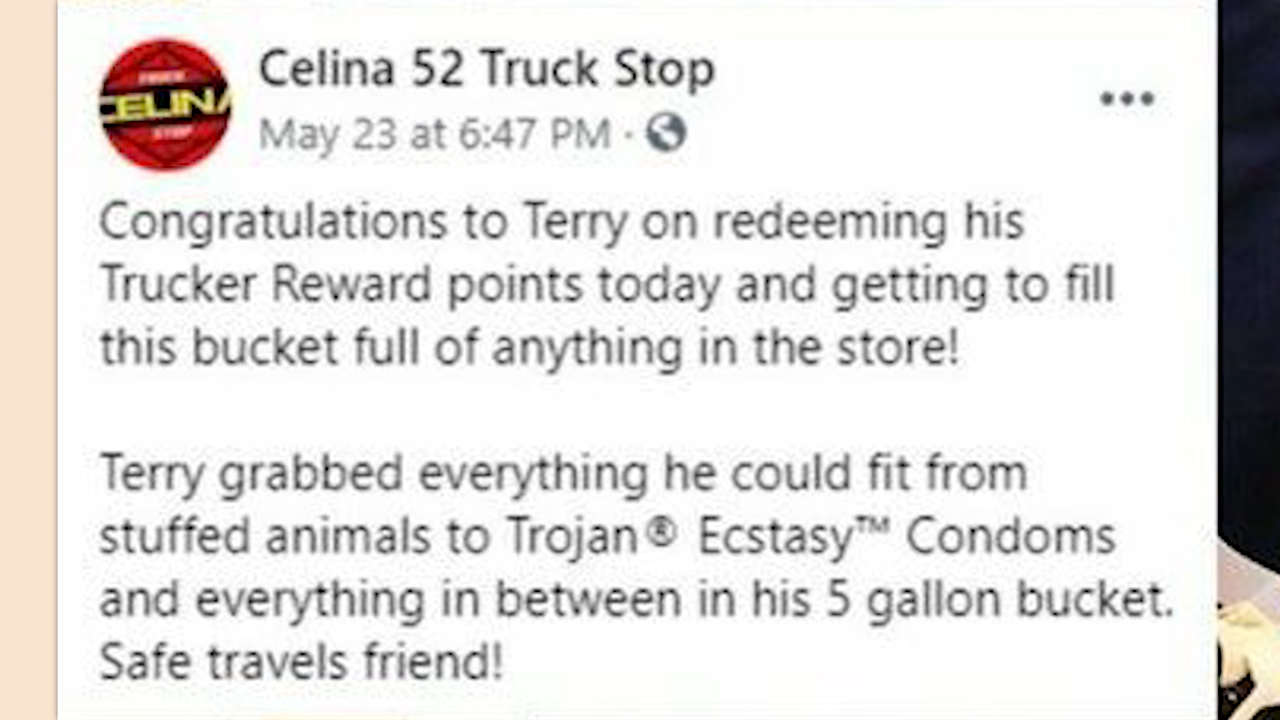 TRUCK
CELINA
STOP
Celina 52 Truck Stop
May 23 at 6:47 PM ·
Congratulations to Terry on redeeming his
Trucker Reward points today and getting to fill
this bucket full of anything in the store!
Terry grabbed everything he could fit from
stuffed animals to Trojan® Ecstasy™ Condoms
and everything in between in his 5 gallon bucket.
Safe travels friend!